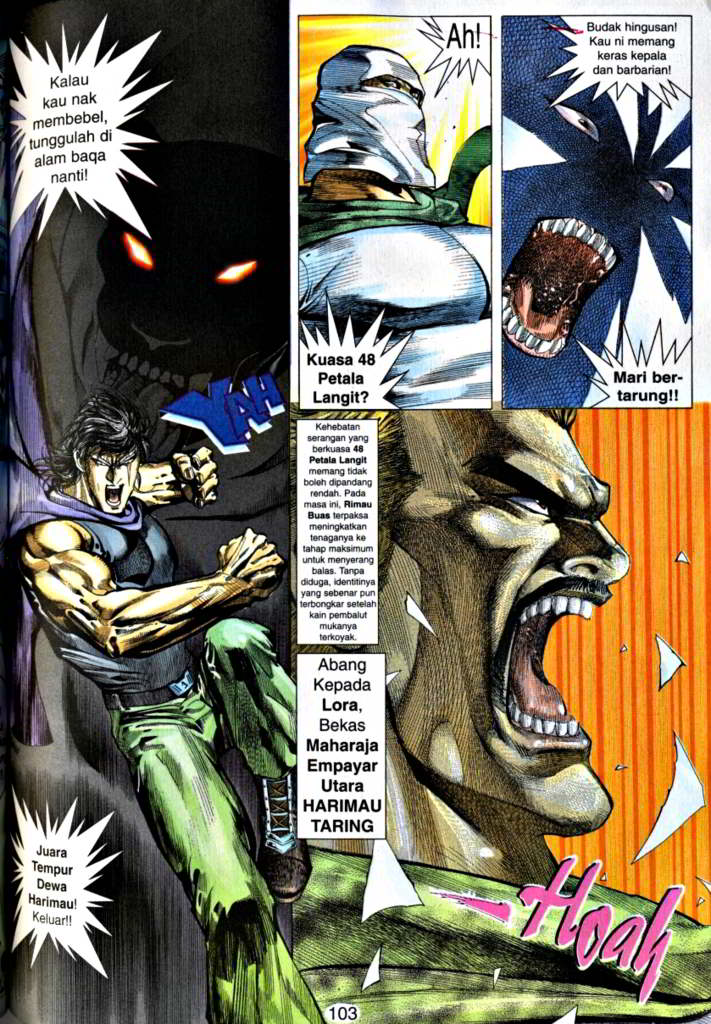 Kalau
kau nak
membebel,
tunggulah di
alam baqa
nanti!
Ah!
Budak hingusan!
Kau ni memang
keras kepala
dan barbarian!
Kuasa 48
Petala
Langit?
Mari ber-
tarung!!
YAH
Kehebatan
serangan yang
berkuasa 48
Petala Langit
memang tidak
boleh dipandang
rendah. Pada
masa ini, Rimau
Buas terpaksa
meningkatkan
tenaganya ke
tahap maksimum
untuk menyerang
balas. Tanpa
diduga, identitinya
yang sebenar pun
terbongkar setelah
kain pembalut
mukanya
terkoyak.
Abang
Kepada
Lora,
Bekas
Maharaja
Empayar
Utara
HARIMAU
TARING
Juara
Tempur
Dewa
Harimau!
Keluar!!
Hoah
103